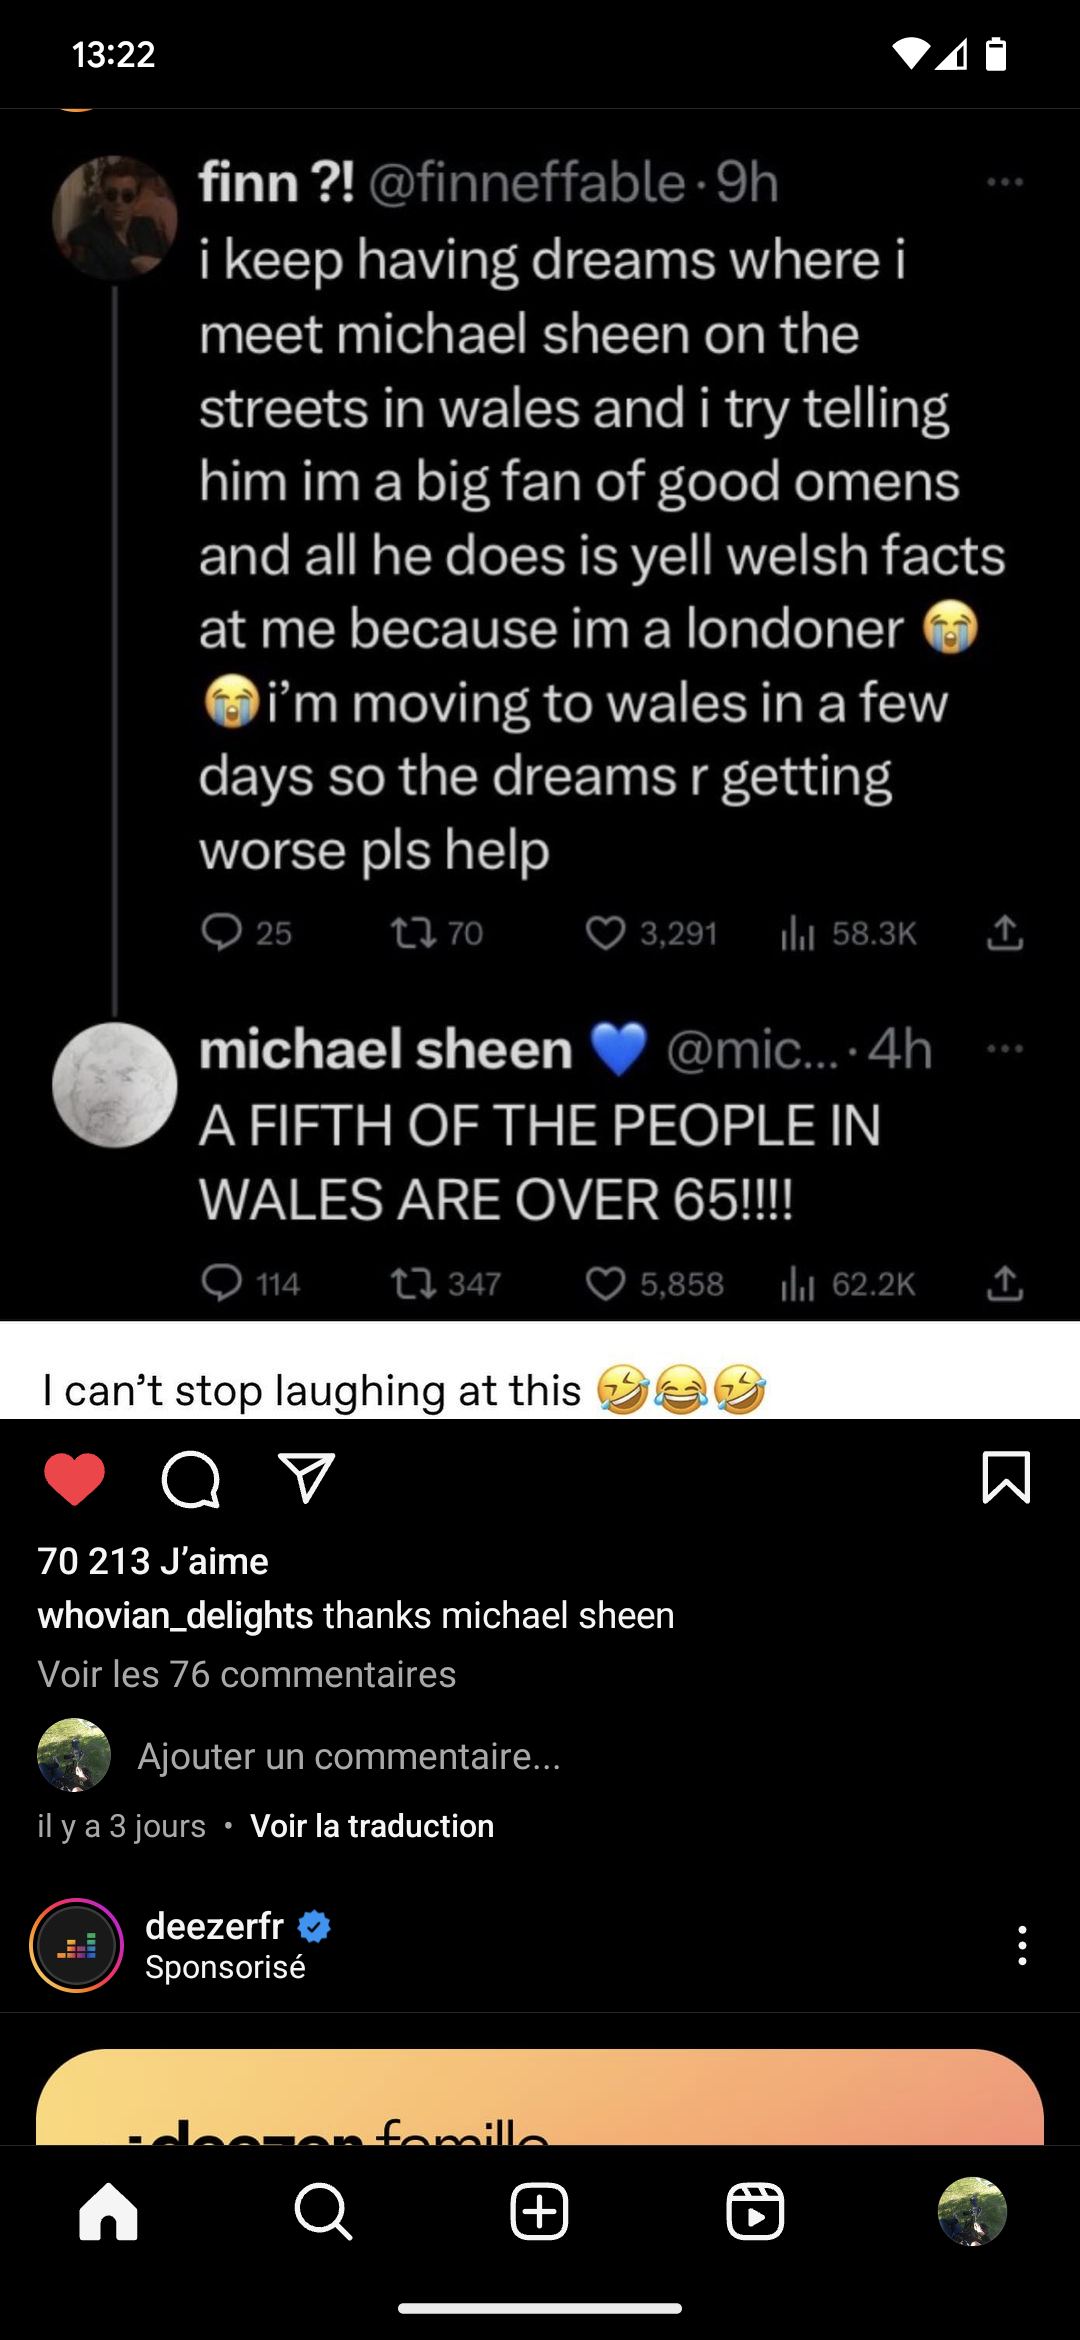 13:22
finn ?! @finneffable · 9h
i keep having dreams where i
meet michael sheen on the
streets in wales and i try telling
him im a big fan of good omens
and all he does is yell welsh facts
at me because im a londoner 😭
😭i’m moving to wales in a few
days so the dreams r getting
worse pls help
25 70 3,291 58.3K
michael sheen 💙 @mic... · 4h
A FIFTH OF THE PEOPLE IN
WALES ARE OVER 65!!!!
114 347 5,858 62.2K
I can’t stop laughing at this 🤣😂🤣
70 213 J’aime
whovian_delights thanks michael sheen
Voir les 76 commentaires
Ajouter un commentaire...
il y a 3 jours • Voir la traduction
deezerfr
Sponsorisé
deezer famille